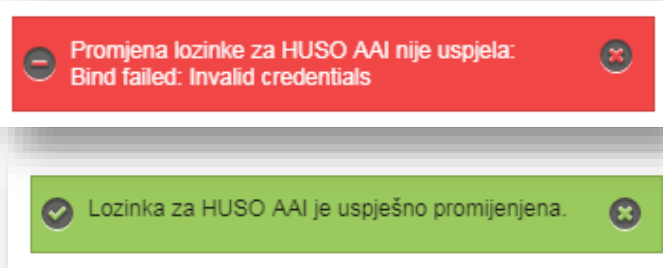 Promjena lozinke za HUSO AAI nije uspjela:
Bind failed: Invalid credentials
Lozinka za HUSO AAI je uspješno promijenjena.